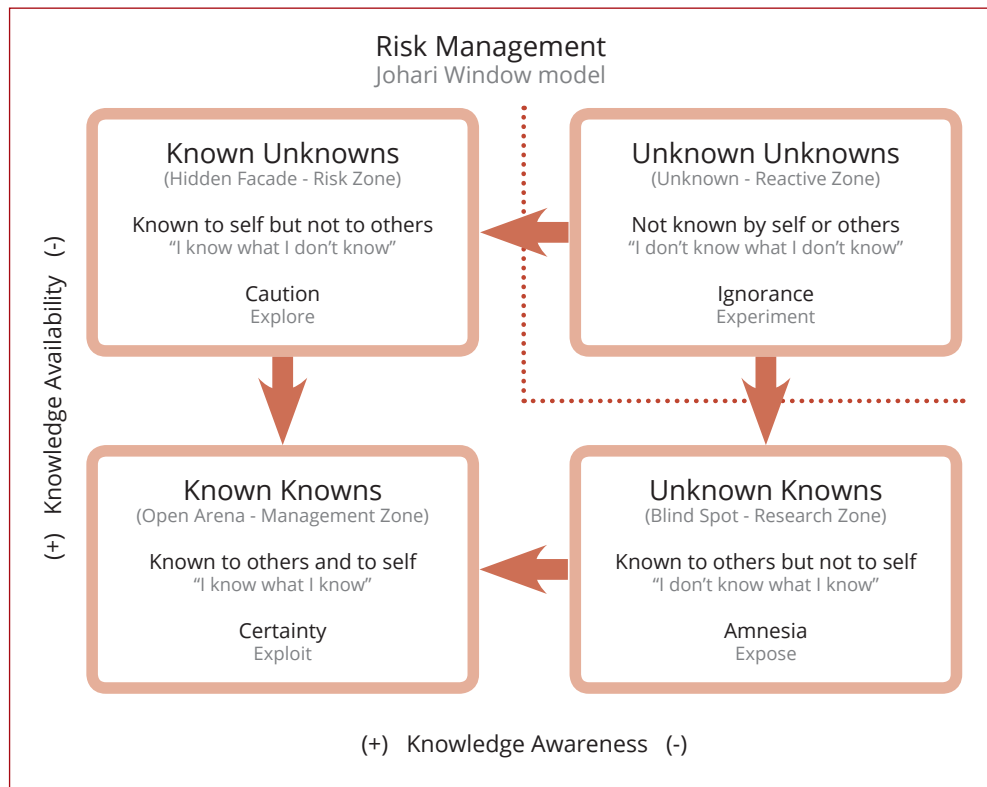 Risk Management
Johari Window model
Known Unknowns
(Hidden Facade - Risk Zone)
Known to self but not to others
“I know what I don’t know”
Caution
Explore
Unknown Unknowns
(Unknown - Reactive Zone)
Not known by self or others
“I don’t know what I don’t know”
Ignorance
Experiment
(+) Knowledge Availability (-)
Known Knowns
(Open Arena - Management Zone)
Known to others and to self
“I know what I know”
Certainty
Exploit
Unknown Knowns
(Blind Spot - Research Zone)
Known to others but not to self
“I don’t know what I know”
Amnesia
Expose
(+) Knowledge Awareness (-)